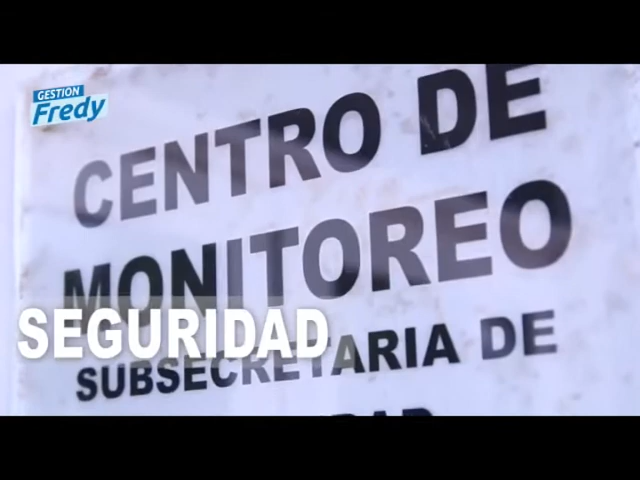 GESTION
Fredy
CENTRO DE
MONITOREO
SEGURIDAD
SUBSECRETARIA DE